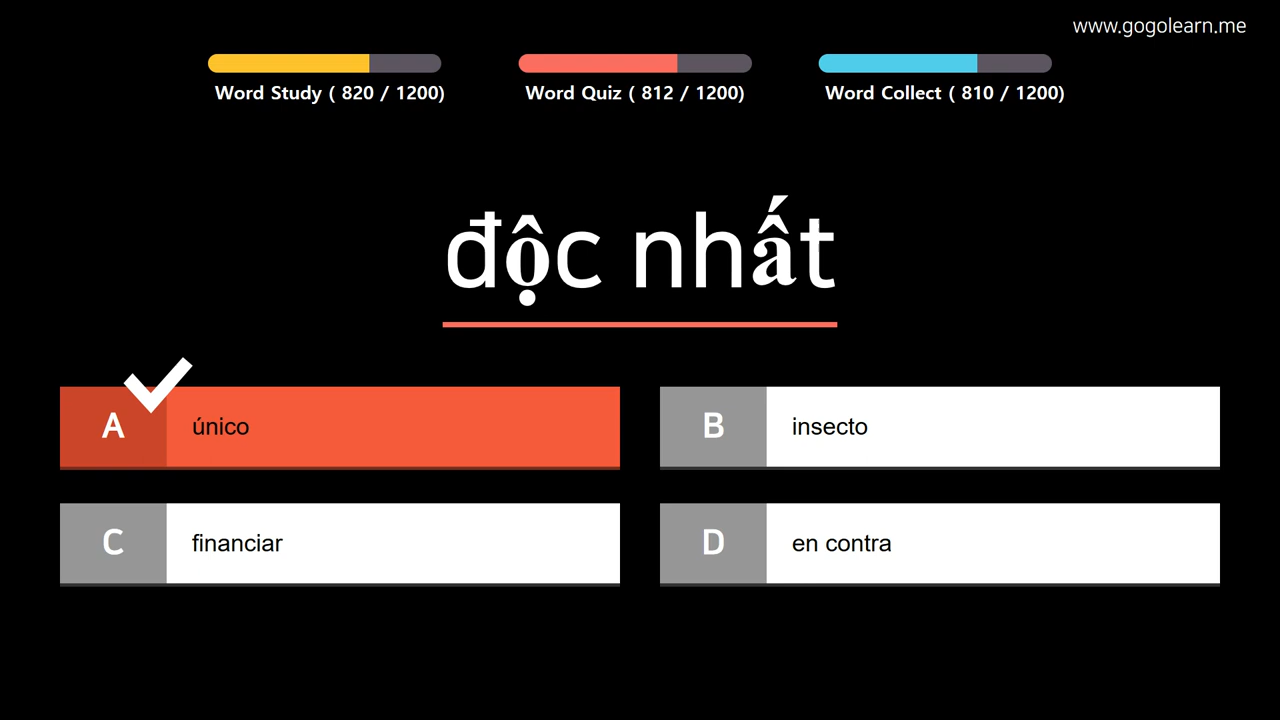 www.gogolearn.me
Word Study ( 820 / 1200)
Word Quiz ( 812 / 1200)
Word Collect ( 810 / 1200)
độc nhất
A único
B insecto
C financiar
D en contra